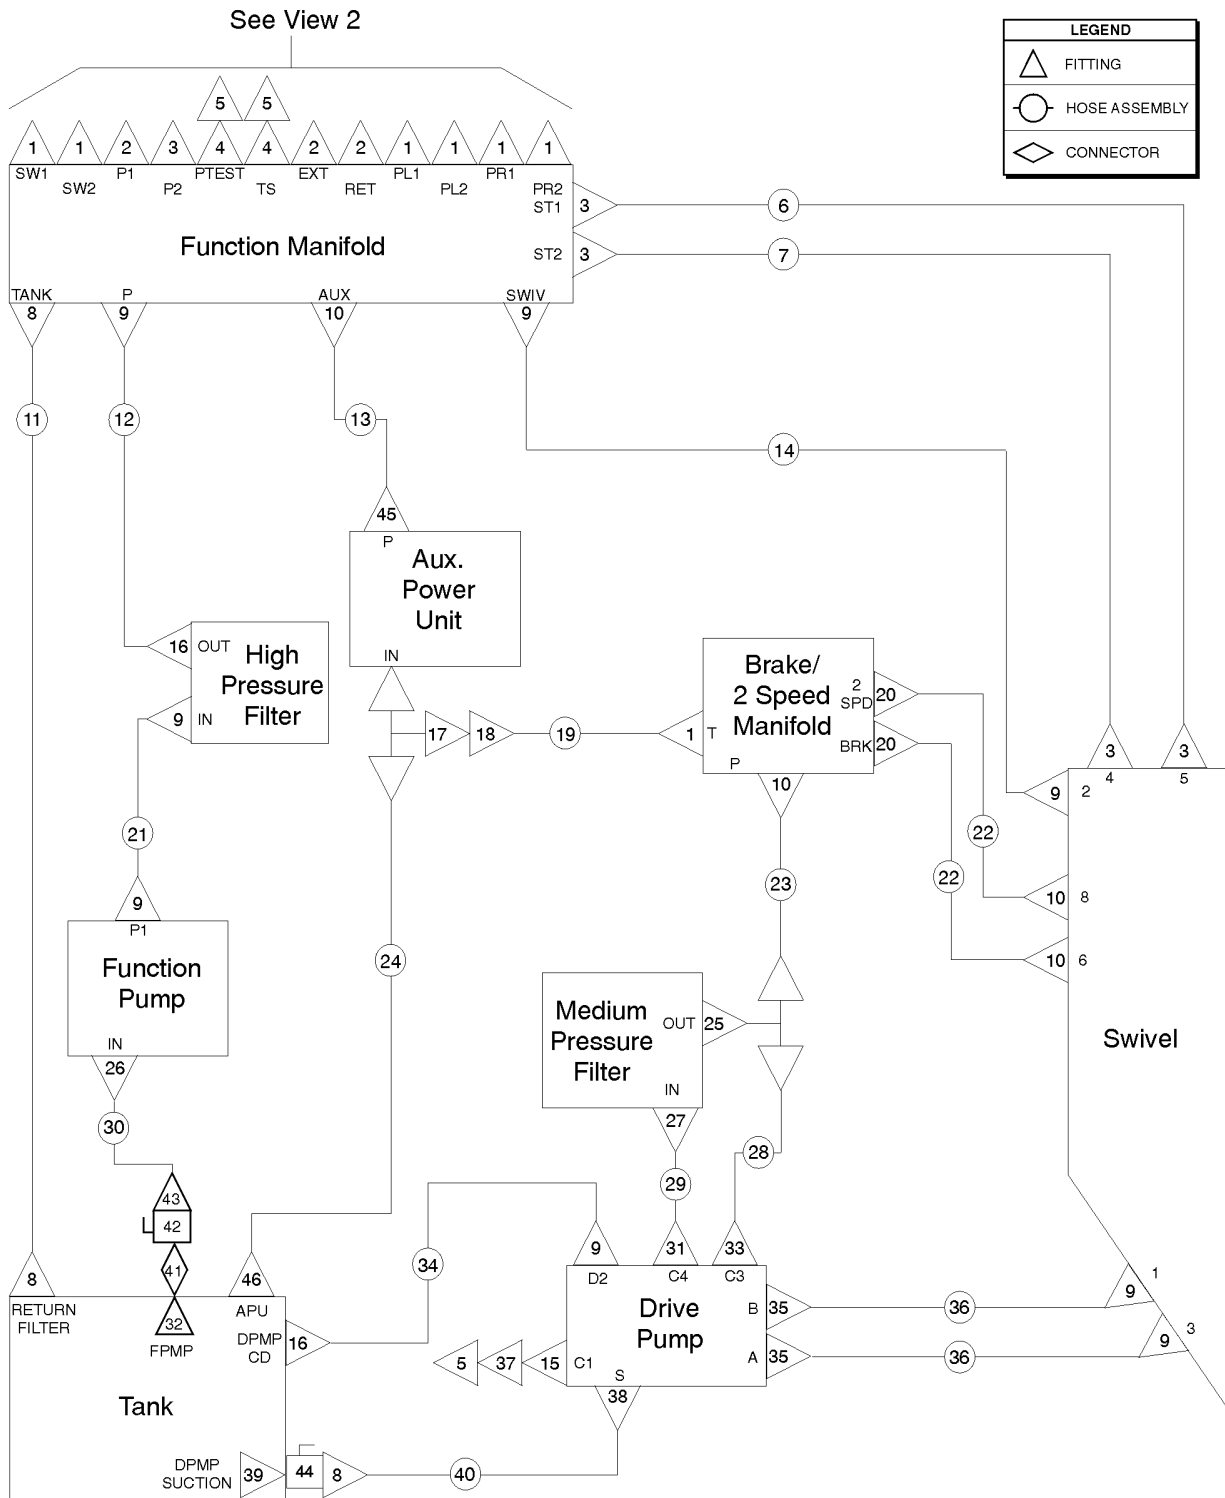 See View 2
LEGEND
FITTING
HOSE ASSEMBLY
CONNECTOR
5 5
1 1 2 3 4 4 2 2 1 1 1 1
SW1 P1 PTEST EXT PL1 PR1
SW2 P2 TS RET PL2 PR2
ST1 3 6
Function Manifold
ST2 3 7
TANK P AUX SWIV
8 9 10 9
11 12 13
14
45
P
Aux.
Power
Unit
IN
16 OUT
High
Pressure
Filter
9 IN
Brake/
2 Speed
Manifold
2
SPD 20
BRK 20
17 18 19 1 T
P
10
3 3
4 5
9 2
21
22
22
23
10 8
10 6
9
P1
Function
Pump
IN
26
24
Medium
Pressure
Filter
OUT 25
IN
27
Swivel
30
28
29
43
42
41
32
FPMP
34
9 31 33
D2 C4 C3
Drive
Pump
8
RETURN
FILTER
46
APU
DPMP
CD
16
B 35 36 9 1
A 35 36 9 3
5 37 15 C1
S
38
Tank
DPMP
SUCTION
39 44 8 40